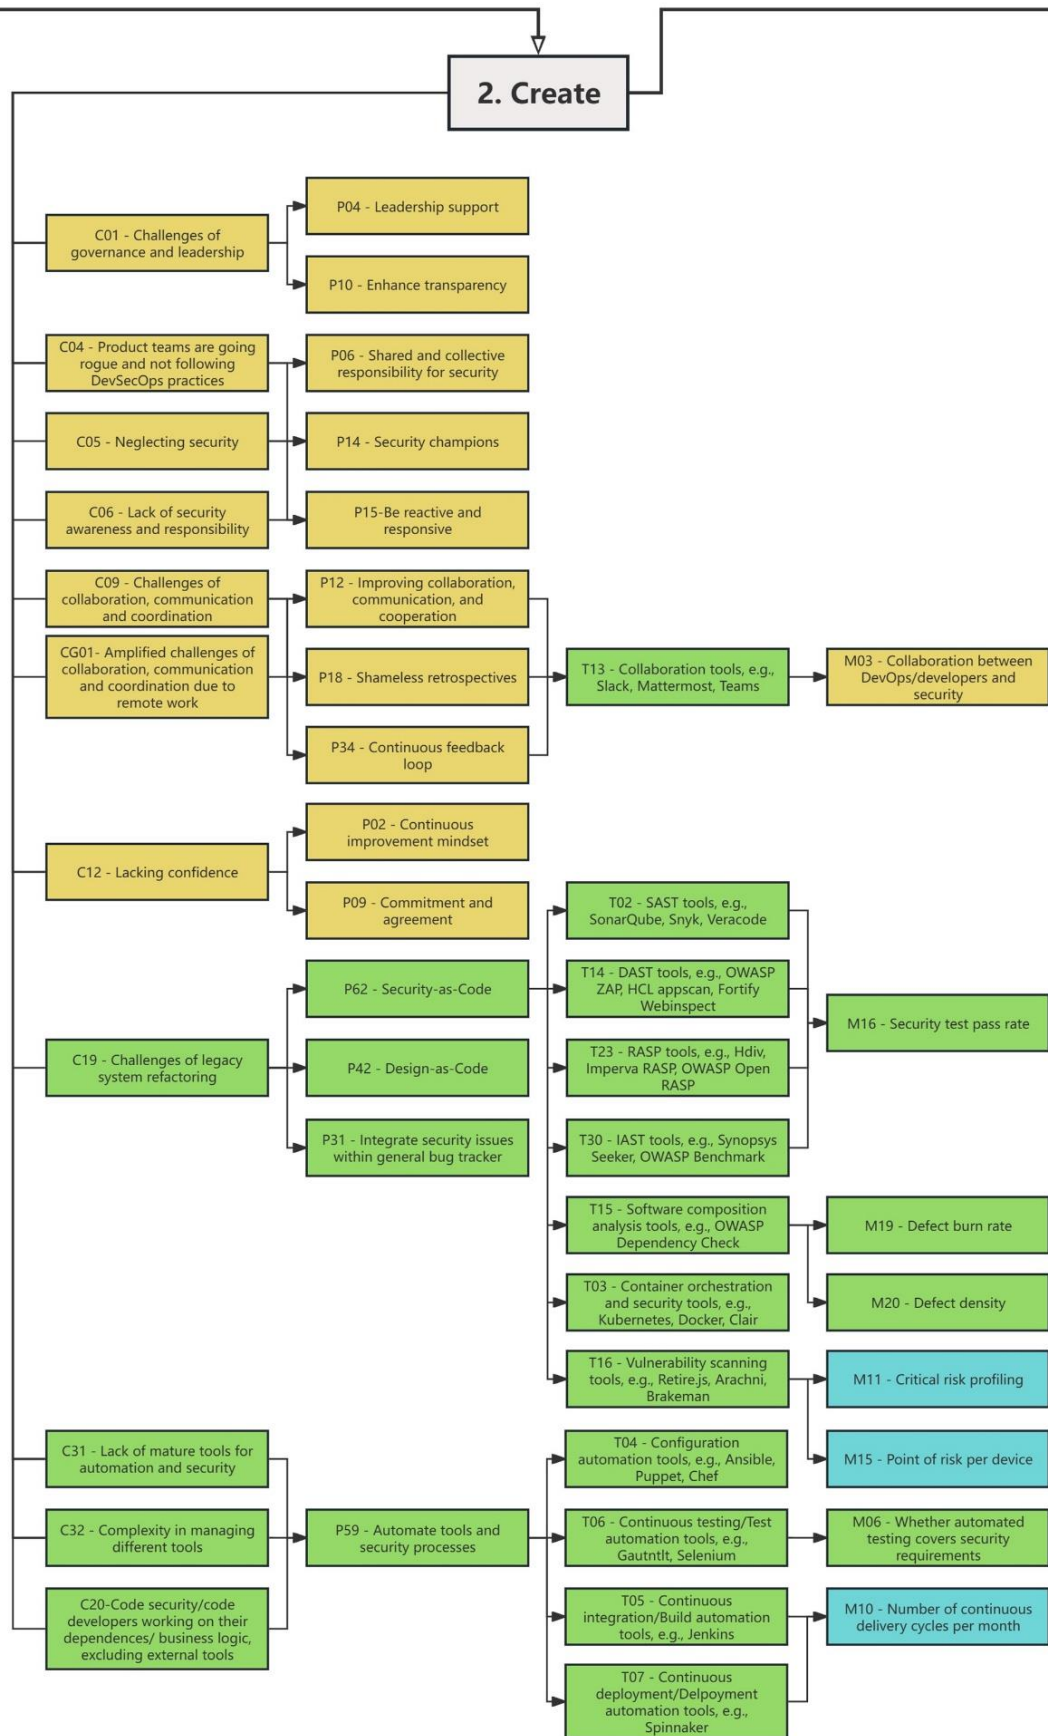 2. Create
P04 - Leadership support
C01 - Challenges of
governance and leadership
P10 - Enhance transparency
C04 - Product teams are going
rogue and not following
DevSecOps practices
P06 - Shared and collective
responsibility for security
C05 - Neglecting security
P14 - Security champions
C06 - Lack of security
awareness and responsibility
P15-Be reactive and
responsive
C09 - Challenges of
collaboration, communication
and coordination
P12 - Improving collaboration,
communication, and
cooperation
CG01- Amplified challenges of
collaboration, communication
and coordination due to
remote work
P18 - Shameless retrospectives
T13 - Collaboration tools, e.g.,
Slack, Mattermost, Teams
M03 - Collaboration between
DevOps/developers and
security
P34 - Continuous feedback
loop
P02 - Continuous
improvement mindset
C12 - Lacking confidence
P09 - Commitment and
agreement
T02 - SAST tools, e.g.,
SonarQube, Snyk, Veracode
P62 - Security-as-Code
T14 - DAST tools, e.g., OWASP
ZAP, HCL appscan, Fortify
Webinspect
M16 - Security test pass rate
C19 - Challenges of legacy
system refactoring
P42 - Design-as-Code
T23 - RASP tools, e.g., Hdiv,
Imperva RASP, OWASP Open
RASP
P31 - Integrate security issues
within general bug tracker
T30 - IAST tools, e.g., Synopsys
Seeker, OWASP Benchmark
T15 - Software composition
analysis tools, e.g., OWASP
Dependency Check
M19 - Defect burn rate
T03 - Container orchestration
and security tools, e.g.,
Kubernetes, Docker, Clair
M20 - Defect density
T16 - Vulnerability scanning
tools, e.g., Retire.js, Arachni,
Brakeman
M11 - Critical risk profiling
C31 - Lack of mature tools for
automation and security
T04 - Configuration
automation tools, e.g., Ansible,
Puppet, Chef
M15 - Point of risk per device
C32 - Complexity in managing
different tools
P59 - Automate tools and
security processes
T06 - Continuous testing/Test
automation tools, e.g.,
Gautntlt, Selenium
M06 - Whether automated
testing covers security
requirements
C20-Code security/code
developers working on their
dependences/ business logic,
excluding external tools
T05 - Continuous
integration/Build automation
tools, e.g., Jenkins
M10 - Number of continuous
delivery cycles per month
T07 - Continuous
deployment/Delpoyment
automation tools, e.g.,
Spinnaker